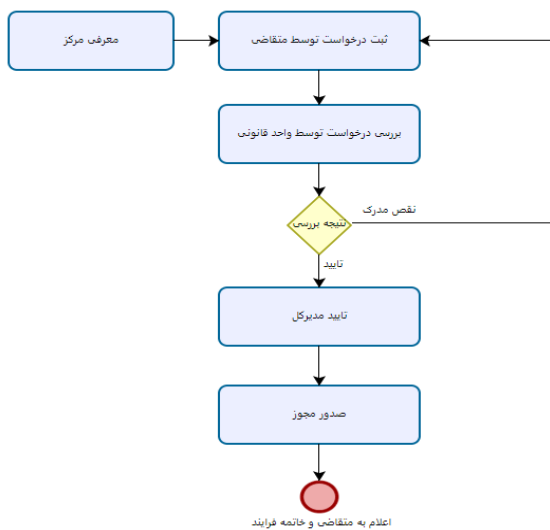 معرفی مرکز
ثبت درخواست توسط متقاضی
بررسی درخواست توسط واحد قانونی
نتیجه بررسی
نقص مدرک
تایید
تایید مدیرکل
صدور مجوز
اعلام به متقاضی و خاتمه فرایند